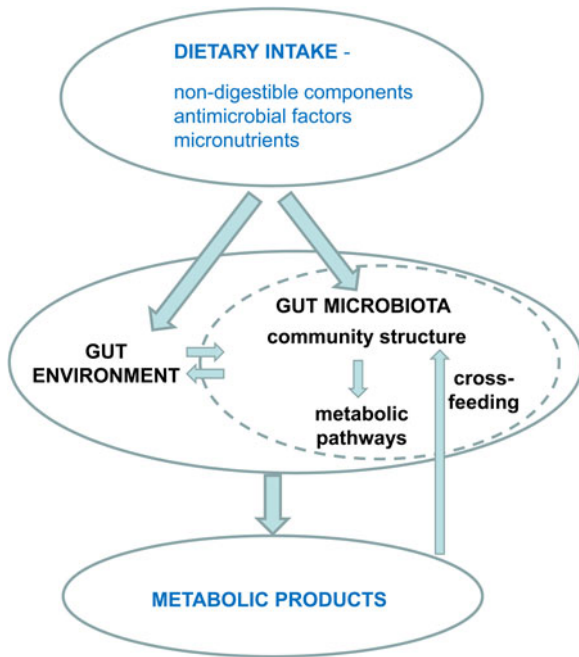 DIETARY INTAKE -
non-digestible components
antimicrobial factors
micronutrients
GUT MICROBIOTA
community structure
GUT
ENVIRONMENT
cross-
feeding
metabolic
pathways
METABOLIC PRODUCTS